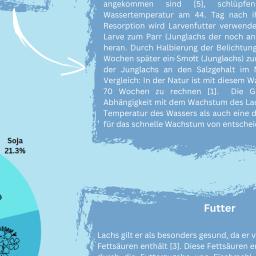 angekommen sind [5], schlüpfen
Wassertemperatur am 44. Tag nach
Resorption wird Larvenfutter verwende
Larve zum Parr (Junglachs der noch an
heran. Durch Halbierung der Belichtung
Wochen später ein Smott (Junglachs) zu
der Junglachs an den Salzgehalt im
Vergleich: In der Natur ist mit diesem Wa
70 Wochen zu rechnen [1]. Die G
Abhängigkeit mit dem Wachstum des Lac
Temperatur des Wassers als auch eine d
für das schnelle Wachstum von entscheid
Soja
21.3%
Futter
Lachs gilt er als besonders gesund, da er v
Fettsäuren enthält [3]. Diese Fettsäuren er